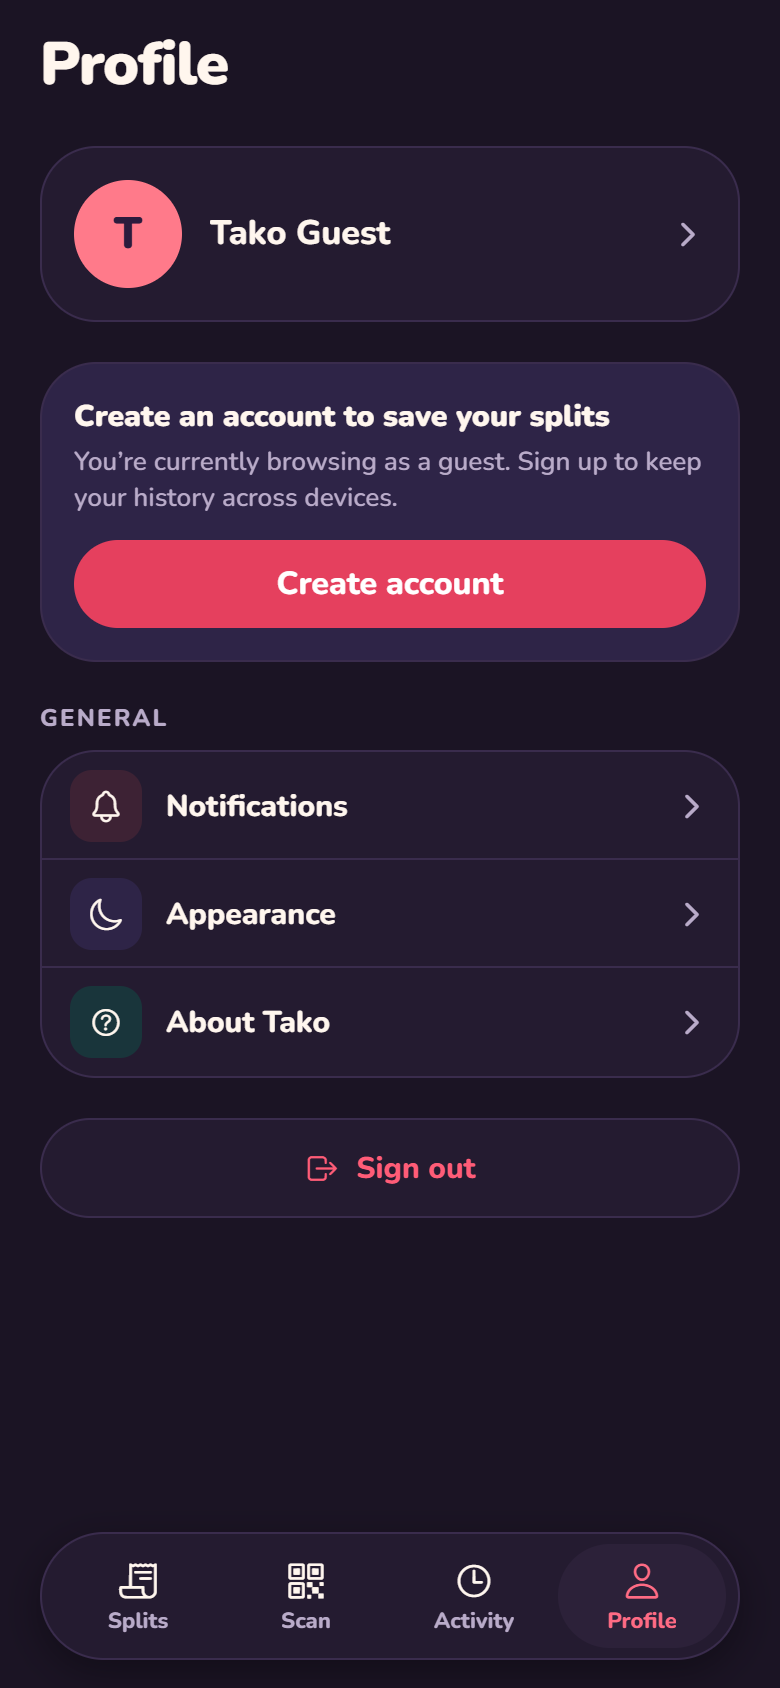 Profile
T
Tako Guest
Create an account to save your splits
You’re currently browsing as a guest. Sign up to keep
your history across devices.
Create account
GENERAL
Notifications
Appearance
About Tako
Sign out
Splits
Scan
Activity
Profile